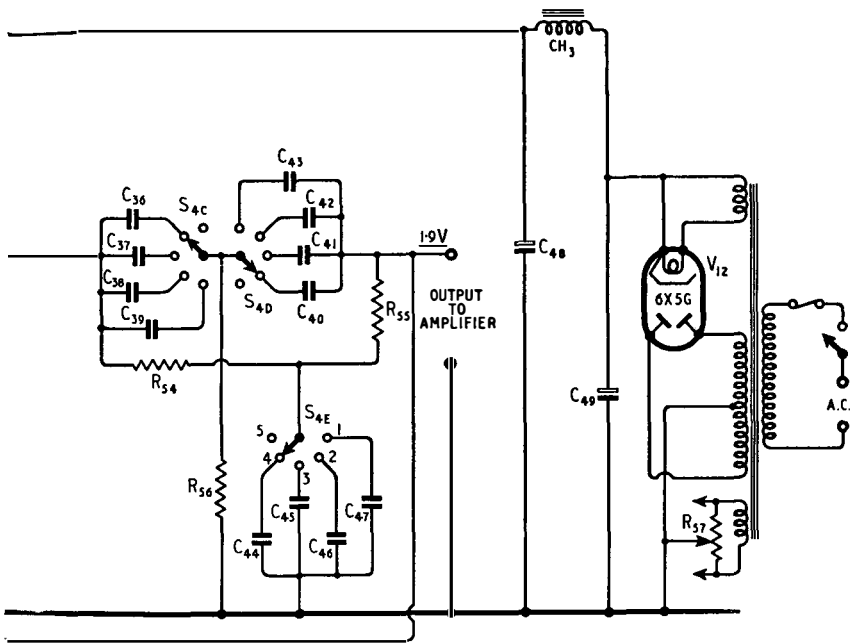 CH3
C43
C36
S4C
C42
C37
C41
1·9V
C48
V12
C38
S4D
6X5G
OUTPUT
TO
AMPLIFIER
C39
C40
R55
R54
C49
A.C.
S4E
5
1
4
2
3
R56
C45
C47
R57
C44
C46